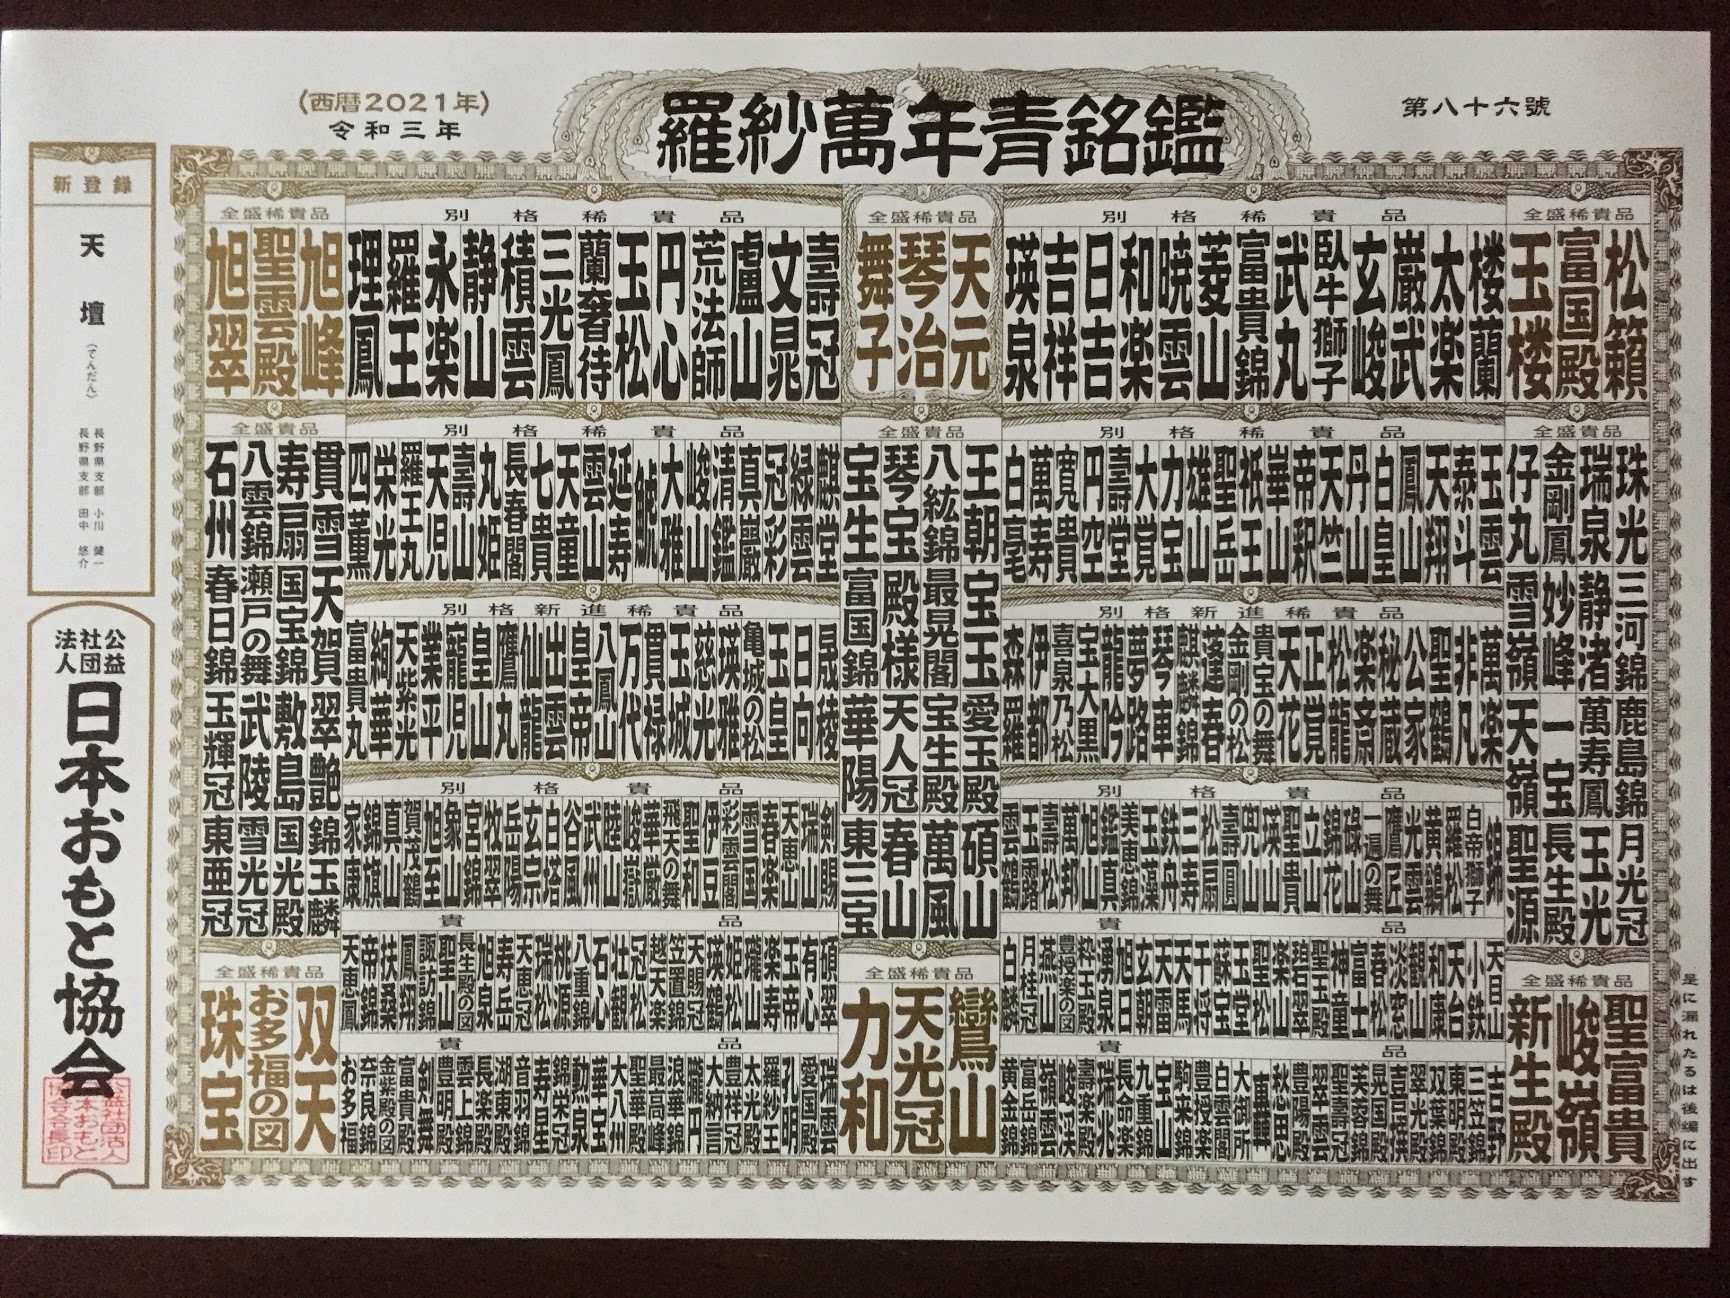 第八十六號
羅紗萬年青銘鑑
(西暦2021年)
令和三年
全盛稀貴品
松籟
富国殿
玉楼
別格稀貴品
楼蘭
太楽
巌武
玄峻
臥牛獅子
武丸
富貴錦
菱山
暁雲
和楽
日吉
吉祥
瑛泉
全盛稀貴品
天元
琴治
舞子
別格稀貴品
壽冠
文晁
盧山
荒法師
円心
玉松
蘭奢待
三光鳳
積雲
静山
永楽
羅王
理鳳
全盛稀貴品
旭峰
聖雲殿
旭翠
全盛貴品
珠光
瑞泉
金剛鳳
仔丸
三河錦
静渚
妙峰
雪嶺
鹿島錦
萬寿鳳
一宝
天嶺
月光冠
玉光
長生殿
聖源
別格稀貴品
玉雲
泰斗
天翔
鳳山
白皇
丹山
天竺
帝釈
崋山
祇王
聖岳
雄山
力宝
大覚
壽堂
円空
寛貴
萬寿
白毫
全盛貴品
王朝
八紘錦
琴宝
宝生
宝玉
最晃閣
殿様
富国錦
愛玉殿
宝生殿
天人冠
華陽
碩山
萬風
春山
東三宝
別格稀貴品
麒堂
緑雲
冠彩
真巖
清鑑
峻山
大雅
鯱
延寿
雲山
天童
七貴
長春閣
丸姫
壽山
天児
羅王丸
栄光
四薫
全盛貴品
貫雪
寿扇
八雲錦
石州
天賀
国宝錦
瀬戸の舞
春日錦
翠艶
敷島
武陵
玉輝冠
錦玉麟
国光殿
雪光冠
東亜冠
別格新進稀貴品
萬楽
非凡
聖鶴
公家
秘蔵
楽斎
松龍
正覚
天花
貴宝の舞
金剛の松
蓬春
麒麟錦
琴車
夢路
龍吟
宝大黒
喜泉乃松
伊都
森羅
別格新進稀貴品
晟稜
日向
玉皇
亀城の松
瑛雅
慈光
玉城
貫禄
万代
八鳳山
皇帝
出雲
仙龍
鷹丸
皇山
寵児
業平
天紫光
絢華
富貴丸
別格貴品
錦
白帝獅子
羅松
黄鶴
光雲
鷹匠
一遍の舞
碌山
錦花
立山
聖貴
瑛山
兜山
壽圓
松扇
三寿
鉄舟
玉藻
美恵錦
鑑真
旭山
萬邦
壽松
玉露
雲鶴
別格貴品
剣賜
瑞山
天恵山
春楽
雪国
彩雲閣
伊豆
聖和
飛天の舞
華厳
峻嶽
睦山
武州
谷風
白塔
玄宗
岳陽
牧翠
宮錦
象山
旭至
賀茂鶴
真山
錦旗
家康
貴品
天目山
小鉄
天台
和康
観山
淡窓
春松
富士
神童
聖玉殿
碧翠
楽山
聖松
玉堂
蘇宝
干将
天馬
天雷
玄朝
旭日
湧泉
粋玉殿
豊授楽の図
燕山
月桂冠
白麟
貴品
碩翠
有心
玉帝
楽寿
瓏山
姫松
瑛鶴
天賜冠
笠置錦
越天楽
冠松
壮観
石心
八重錦
桃源
瑞松
天恵冠
寿岳
旭泉
長生殿の図
聖山
諏訪錦
鳳翔
扶桑
帝錦
天恵鳳
貴品
吉野
三笠錦
東明殿
双葉錦
翠光殿
晃国殿
芙蓉錦
聖壽冠
翠雲
豊陽殿
秋思田
大御所
白雲閣
豊授楽
駒来錦
九重錦
長命楽
瑞兆
壽楽殿
峻渓
嶺雲
富岳錦
黄金錦
貴品
瑞雲
愛国殿
孔明
羅紗王
太陽殿
豊祥冠
大納言
浪華錦
最高峰
聖華殿
大八州
華宝
勲泉
錦栄冠
寿星
音羽錦
湖東殿
長楽殿
雲上錦
豊明殿
剣舞
富貴殿
金紫殿の図
奈良錦
お多福
全盛稀貴品
聖富貴
峻嶺
新生殿
全盛稀貴品
鸞山
天光冠
力和
全盛稀貴品
双天
お多福の図
珠宝
是に漏れたるは後編に出す
新登録
天壇
(てんだん)
長野県支部 小川 健一
長野県支部 田中 悠介
公益
社団
法人
日本おもと協会